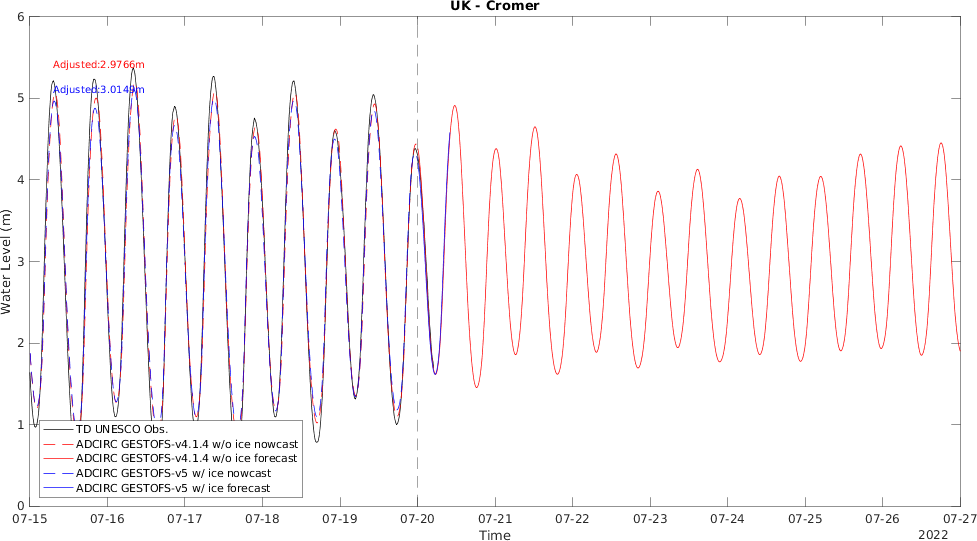 UK - Cromer
6
5
4
3
2
1
0
Water Level (m)
Adjusted:2.9766m
Adjusted:3.0149m
TD UNESCO Obs.
ADCIRC GESTOFS-v4.1.4 w/o ice nowcast
ADCIRC GESTOFS-v4.1.4 w/o ice forecast
ADCIRC GESTOFS-v5 w/ ice nowcast
ADCIRC GESTOFS-v5 w/ ice forecast
07-15 07-16 07-17 07-18 07-19 07-20 07-21 07-22 07-23 07-24 07-25 07-26 07-27
Time
2022